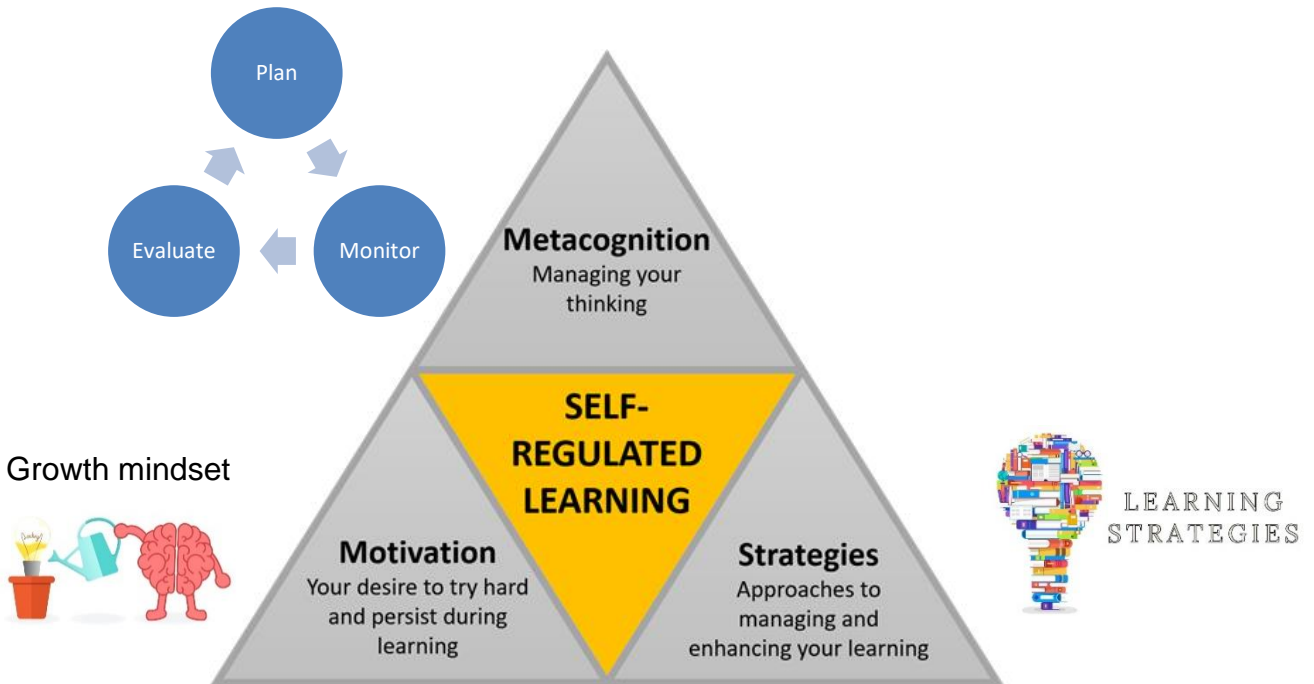 Plan
Evaluate
Monitor
Metacognition
Managing your
thinking
SELF-
REGULATED
LEARNING
Growth mindset
Motivation
Your desire to try hard
and persist during
learning
Strategies
Approaches to
managing and
enhancing your learning
LEARNING
STRATEGIES